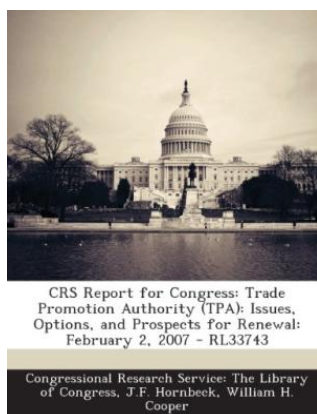 CRS Report for Congress: Trade
Promotion Authority (TPA): Issues,
Options, and Prospects for Renewal:
February 2, 2007 - RL33743
Congressional Research Service: The Library
of Congress, J.F. Hornbeck, William H.
Cooper